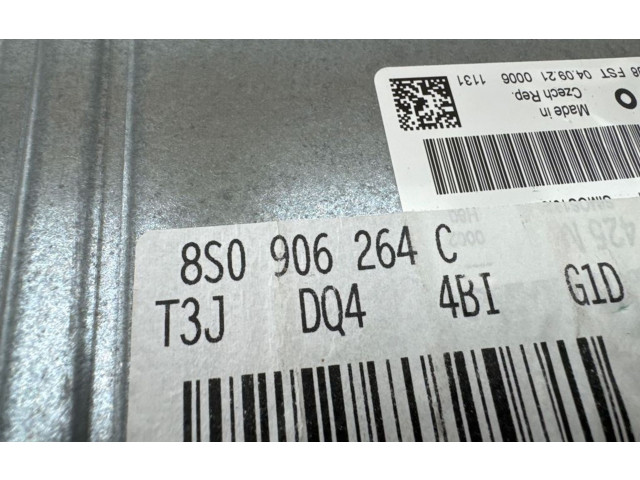 8S0 906 264 C
T3J DQ4 4BI G1D
FST 04.09.21 0006 1131
Made in
Czech Rep.